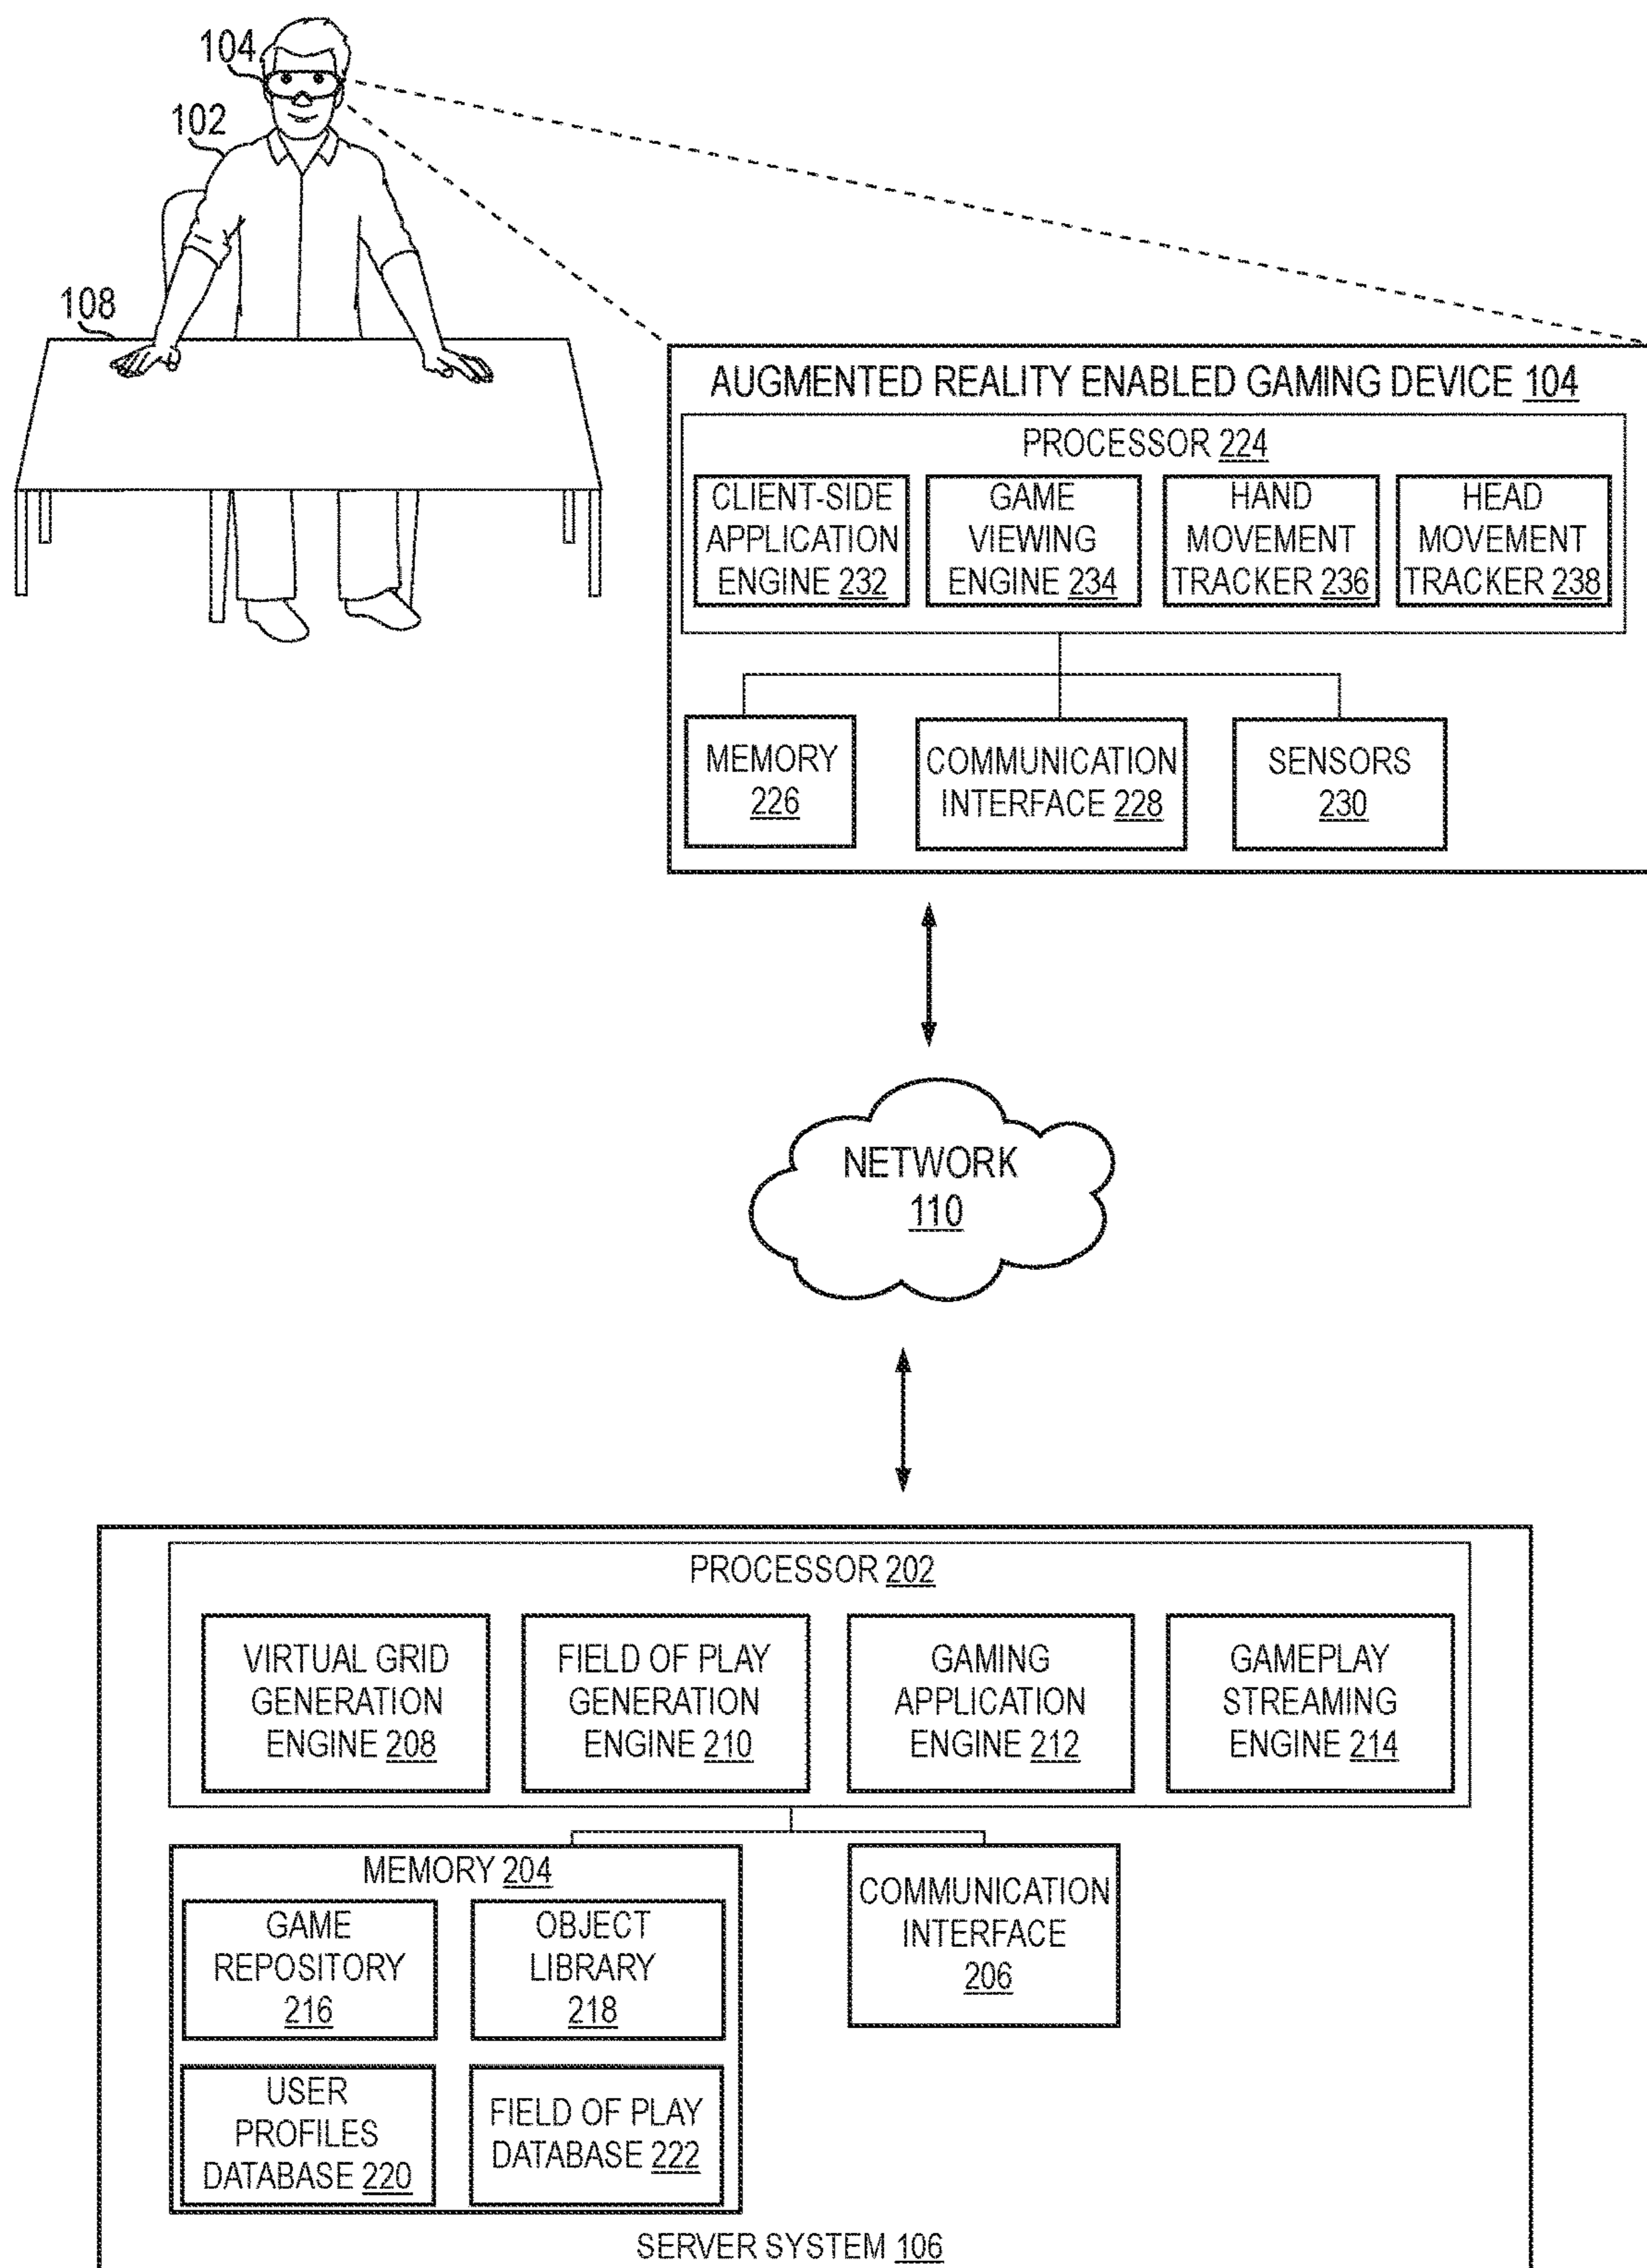 104
102
108
AUGMENTED REALITY ENABLED GAMING DEVICE 104
PROCESSOR 224
CLIENT-SIDE
APPLICATION
ENGINE 232
GAME
VIEWING
ENGINE 234
HAND
MOVEMENT
TRACKER 236
HEAD
MOVEMENT
TRACKER 238
MEMORY
226
COMMUNICATION
INTERFACE 228
SENSORS
230
NETWORK
110
PROCESSOR 202
VIRTUAL GRID
GENERATION
ENGINE 208
FIELD OF PLAY
GENERATION
ENGINE 210
GAMING
APPLICATION
ENGINE 212
GAMEPLAY
STREAMING
ENGINE 214
MEMORY 204
GAME
REPOSITORY
216
OBJECT
LIBRARY
218
USER
PROFILES
DATABASE 220
FIELD OF PLAY
DATABASE 222
COMMUNICATION
INTERFACE
206
SERVER SYSTEM 106